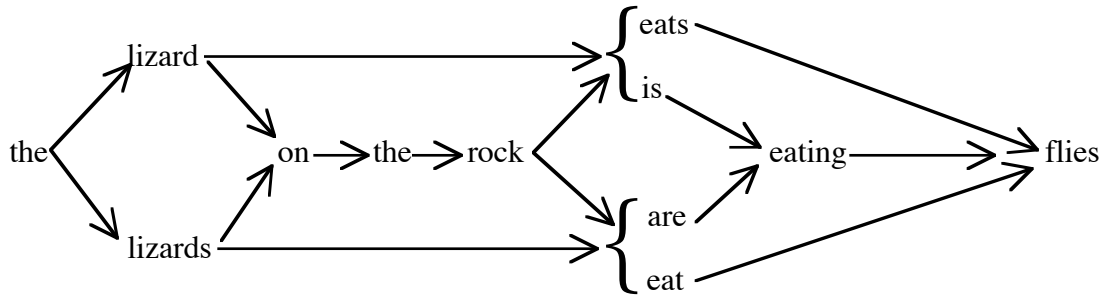 the
lizard
lizards
on the rock
eats
is
are
eat
eating
flies